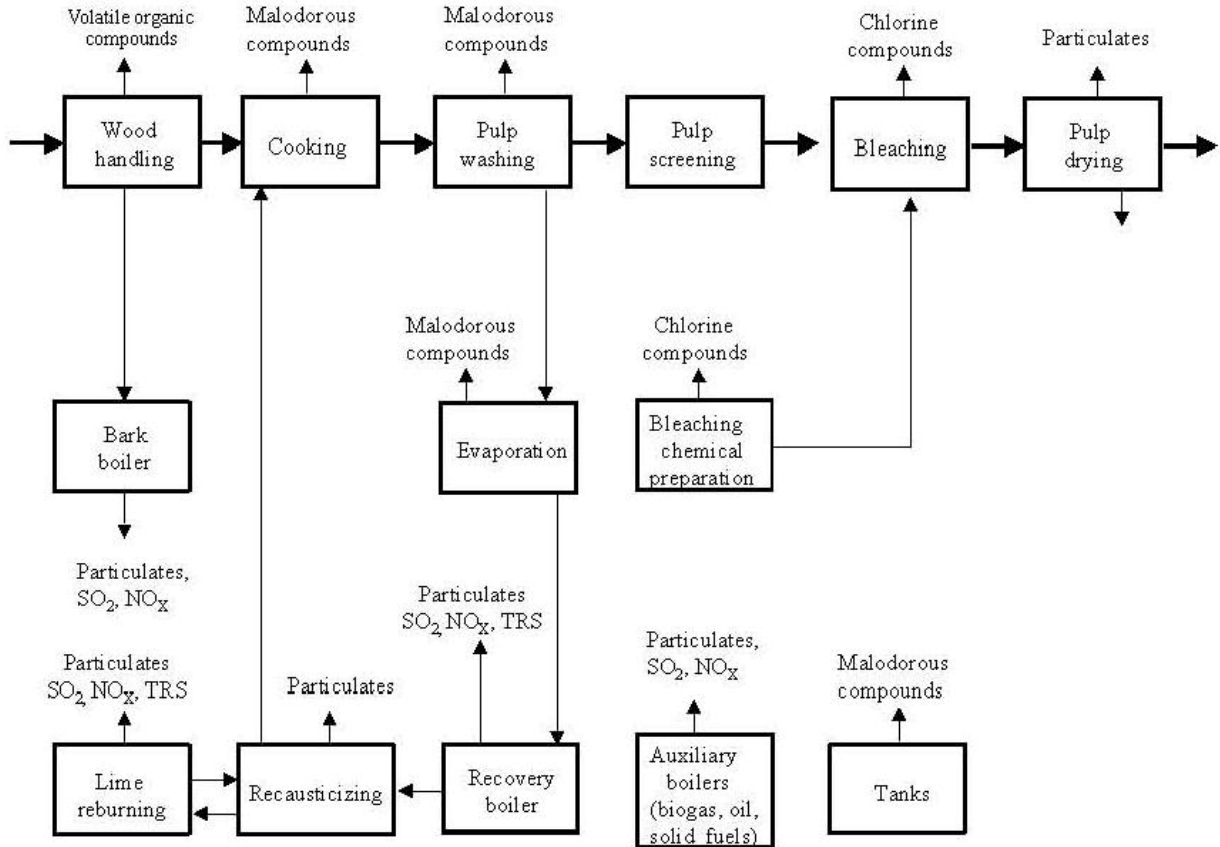 Volatile organic
compounds
Malodorous
compounds
Malodorous
compounds
Chlorine
compounds
Particulates
Wood
handling
Cooking
Pulp
washing
Pulp
screening
Bleaching
Pulp
drying
Malodorous
compounds
Chlorine
compounds
Bark
boiler
Evaporation
Bleaching
chemical
preparation
Particulates,
SO₂, NOₓ
Particulates
SO₂, NOₓ, TRS
Particulates
SO₂, NOₓ, TRS
Particulates
Particulates,
SO₂, NOₓ
Malodorous
compounds
Lime
reburning
Recausticizing
Recovery
boiler
Auxiliary
boilers
(biogas, oil,
solid fuels)
Tanks